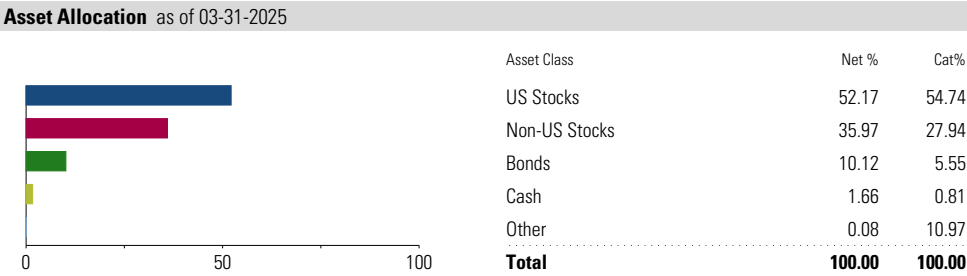 Asset Allocation as of 03-31-2025
Asset Class Net % Cat%
US Stocks 52.17 54.74
Non-US Stocks 35.97 27.94
Bonds 10.12 5.55
Cash 1.66 0.81
Other 0.08 10.97
Total 100.00 100.00
0 50 100